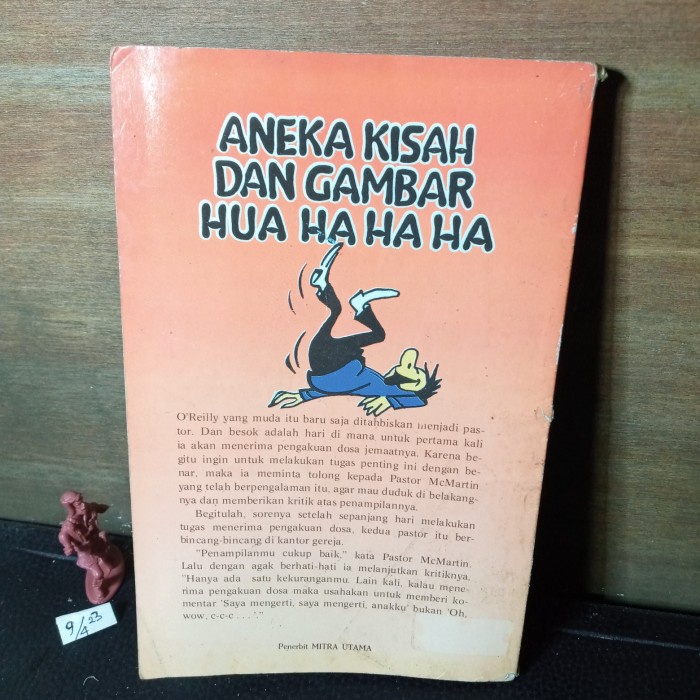 ANEKA KISAH
DAN GAMBAR
HUA HA HA HA
O'Reilly yang muda itu baru saja ditahbiskan menjadi pas-
tor. Dan besok adalah hari di mana untuk pertama kali
ia akan menerima pengakuan dosa jemaatnya. Karena be-
gitu ingin untuk melakukan tugas penting ini dengan be-
nar, maka ia meminta tolong kepada Pastor McMartin
yang telah berpengalaman itu, agar mau duduk di belakang-
nya dan memberikan kritik atas penampilannya.
Begitulah, sorenya setelah sepanjang hari melakukan
tugas menerima pengakuan dosa, kedua pastor itu ber-
bincang-bincang di kantor gereja.
"Penampilanmu cukup baik," kata Pastor McMartin.
Lalu dengan agak berhati-hati ia melanjutkan kritiknya,
"Hanya ada satu kekuranganmu. Lain kali, kalau mene-
rima pengakuan dosa maka usahakan untuk memberi ko-
mentar 'Saya mengerti, saya mengerti, anakku' bukan 'Oh,
wow, c-c-c . . . .'"
Penerbit MITRA UTAMA
9/4 23